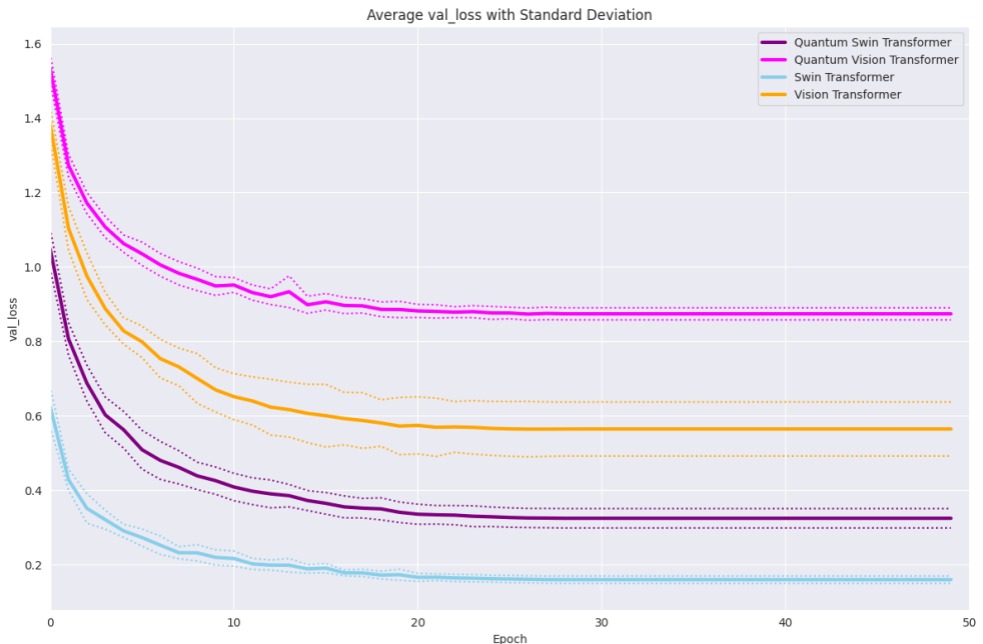 Average val_loss with Standard Deviation
Quantum Swin Transformer
Quantum Vision Transformer
Swin Transformer
Vision Transformer
val_loss
1.6
1.4
1.2
1.0
0.8
0.6
0.4
0.2
0
10
20
30
40
50
Epoch